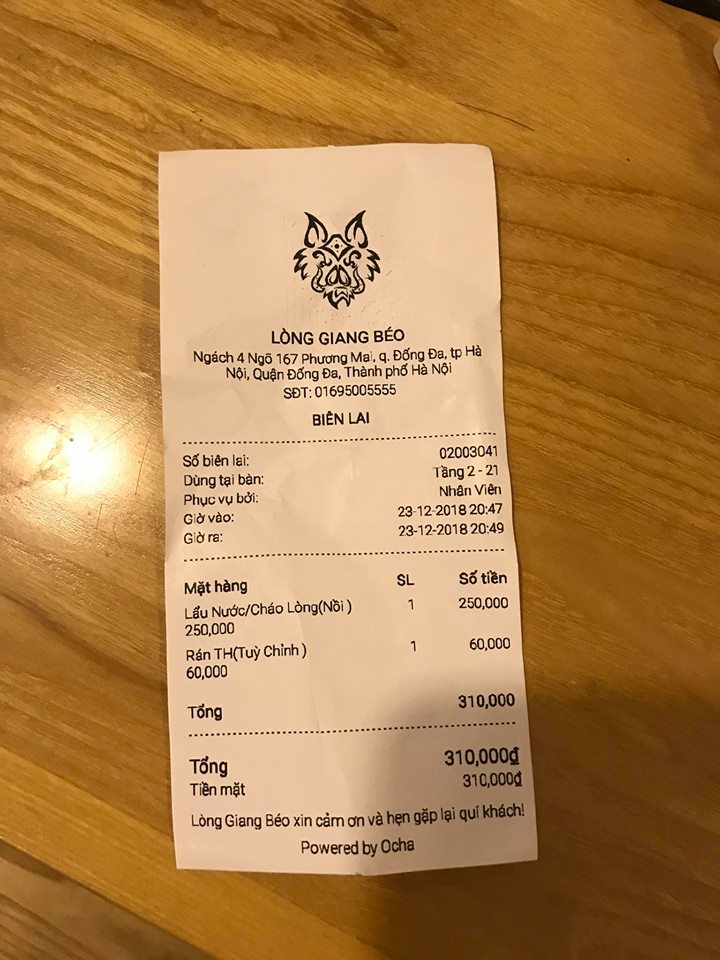 LÒNG GIANG BÉO
Ngách 4 Ngõ 167 Phương Mai, q. Đống Đa, tp Hà
Nội, Quận Đống Đa, Thành phố Hà Nội
SĐT: 01695005555
BIÊN LAI
Số biên lai: 02003041
Dùng tại bàn: Tầng 2 - 21
Phục vụ bởi: Nhân Viên
Giờ vào: 23-12-2018 20:47
Giờ ra: 23-12-2018 20:49
Mặt hàng SL Số tiền
Lẩu Nước/Cháo Lòng(Nồi ) 1 250,000
250,000
Rán TH(Tuỳ Chỉnh ) 1 60,000
60,000
Tổng 310,000
Tổng 310,000₫
Tiền mặt 310,000₫
Lòng Giang Béo xin cảm ơn và hẹn gặp lại quí khách!
Powered by Ocha